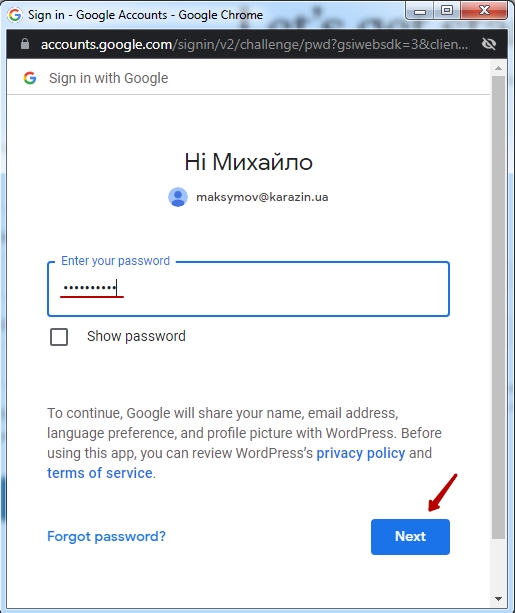 Sign in - Google Accounts - Google Chrome
accounts.google.com/signin/v2/challenge/pwd?gsiwebsdk=3&clien...
Sign in with Google
Hi Михайло
maksymov@karazin.ua
Enter your password
••••••••••
Show password
To continue, Google will share your name, email address,
language preference, and profile picture with WordPress. Before
using this app, you can review WordPress's privacy policy and
terms of service.
Forgot password?
Next